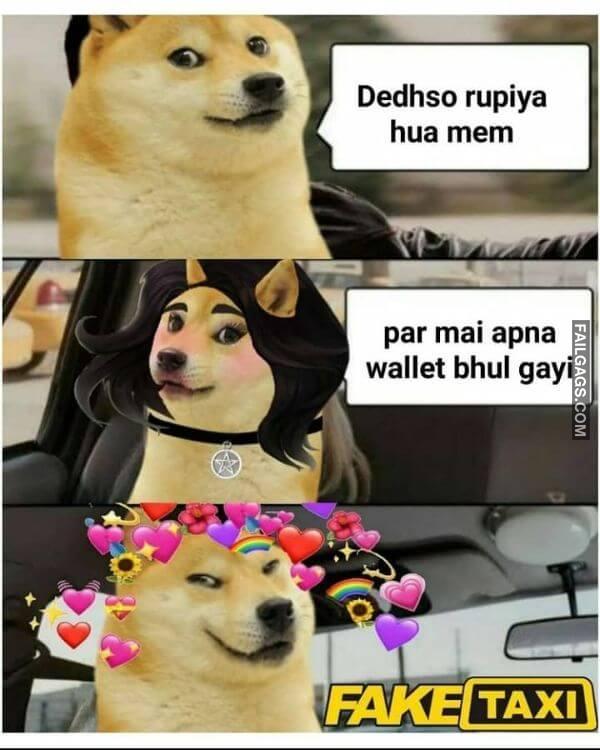 Dedhso rupiya
hua mem
par mai apna
wallet bhul gayi
FAILGAGS.COM
FAKE TAXI